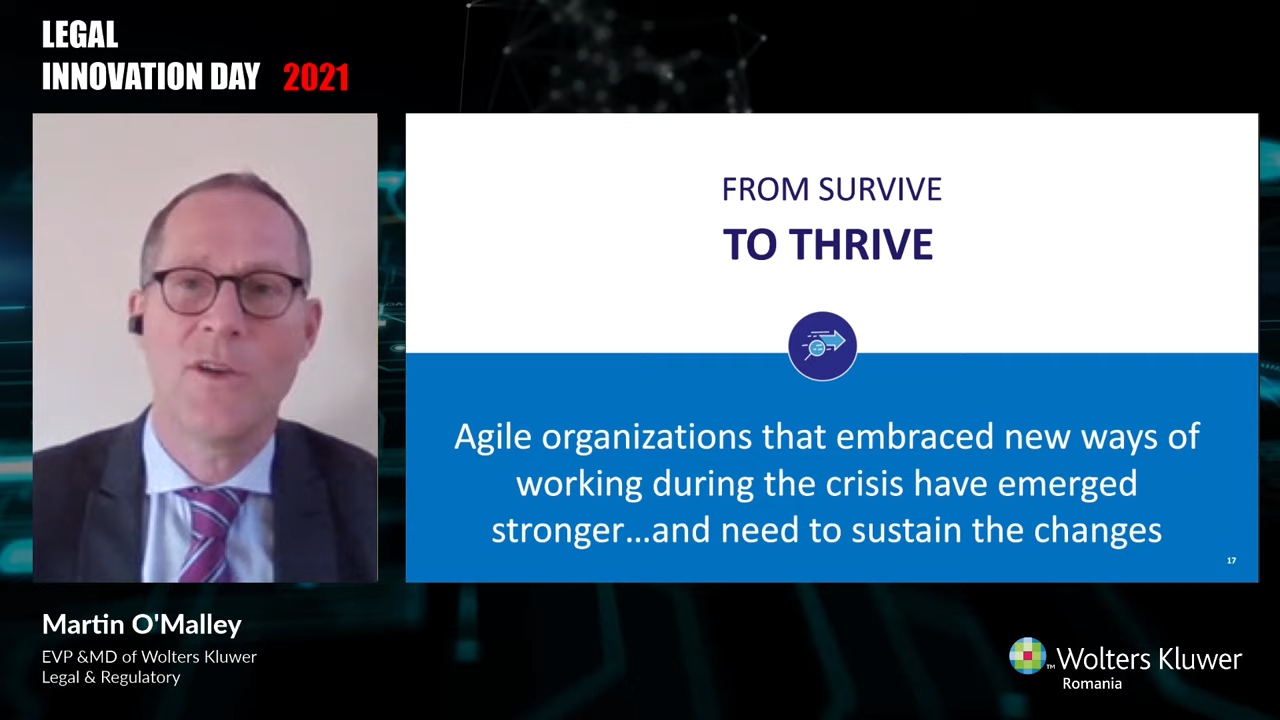 LEGAL
INNOVATION DAY 2021
FROM SURVIVE
TO THRIVE
Agile organizations that embraced new ways of
working during the crisis have emerged
stronger...and need to sustain the changes
17
Martin O'Malley
EVP &MD of Wolters Kluwer
Legal & Regulatory
TM Wolters Kluwer
Romania